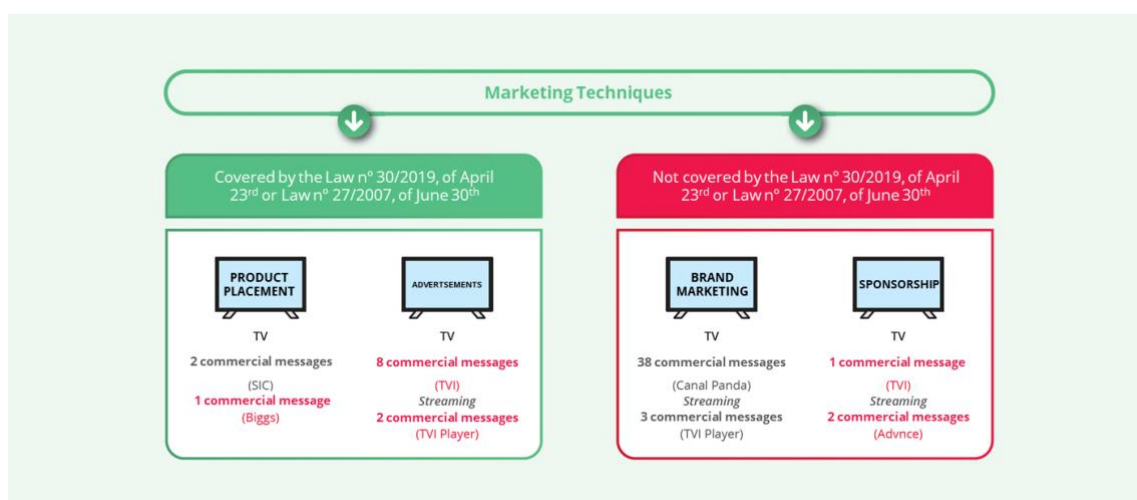 Marketing Techniques
Covered by the Law nº 30/2019, of April
23rd or Law nº 27/2007, of June 30th
PRODUCT
PLACEMENT
TV
2 commercial messages
(SIC)
1 commercial message
(Biggs)
ADVERTSEMENTS
TV
8 commercial messages
(TVI)
Streaming
2 commercial messages
(TVI Player)
Not covered by the Law nº 30/2019, of April
23rd or Law nº 27/2007, of June 30th
BRAND
MARKETING
TV
38 commercial messages
(Canal Panda)
Streaming
3 commercial messages
(TVI Player)
SPONSORSHIP
TV
1 commercial message
(TVI)
Streaming
2 commercial messages
(Advnce)